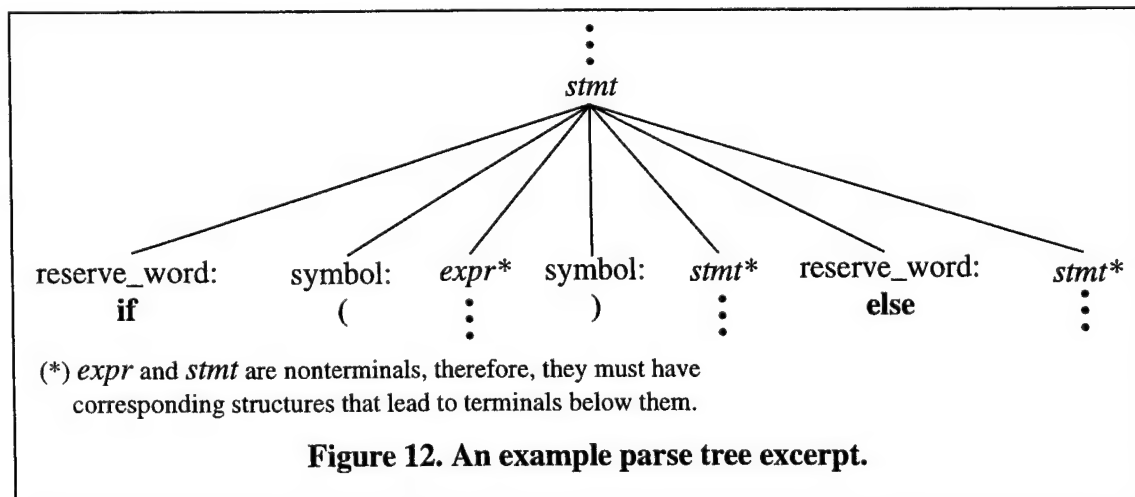 stmt
reserve_word: symbol: expr* symbol: stmt* reserve_word: stmt*
if ( ) else
(*) expr and stmt are nonterminals, therefore, they must have
corresponding structures that lead to terminals below them.
Figure 12. An example parse tree excerpt.